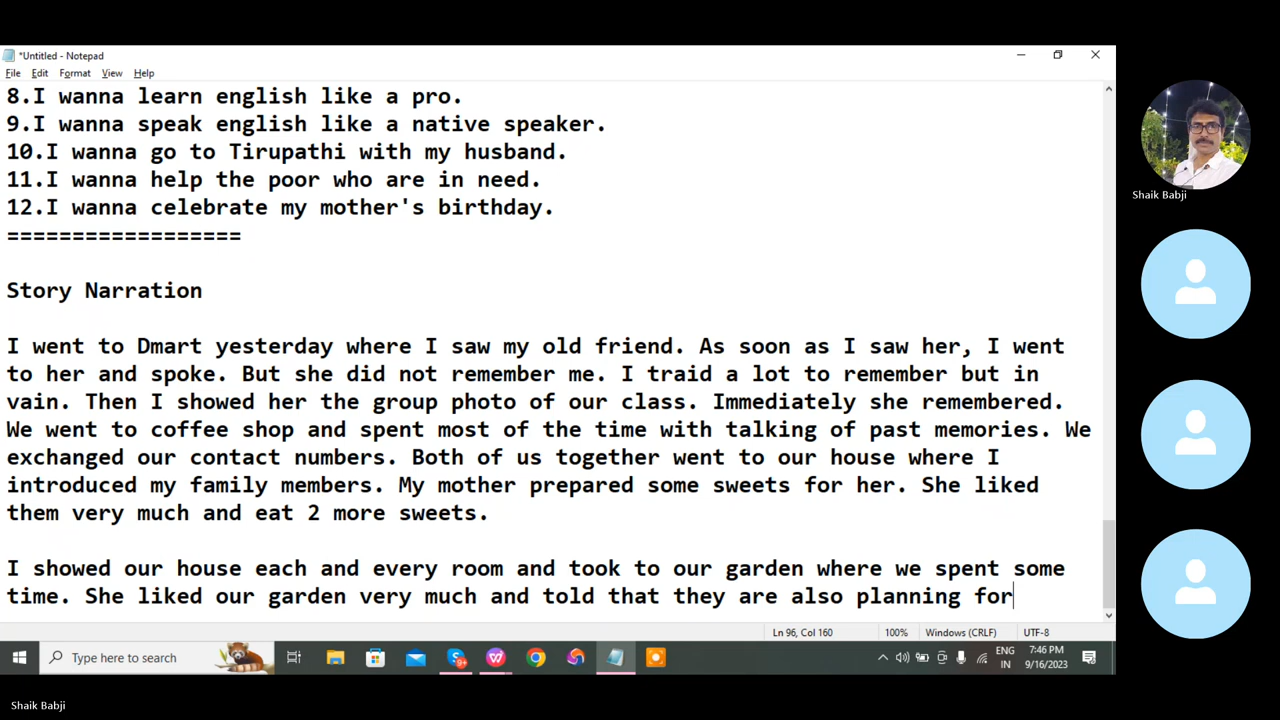 *Untitled - Notepad
File Edit Format View Help
8.I wanna learn english like a pro.
9.I wanna speak english like a native speaker.
10.I wanna go to Tirupathi with my husband.
11.I wanna help the poor who are in need.
12.I wanna celebrate my mother's birthday.
==================
Story Narration
I went to Dmart yesterday where I saw my old friend. As soon as I saw her, I went
to her and spoke. But she did not remember me. I traid a lot to remember but in
vain. Then I showed her the group photo of our class. Immediately she remembered.
We went to coffee shop and spent most of the time with talking of past memories. We
exchanged our contact numbers. Both of us together went to our house where I
introduced my family members. My mother prepared some sweets for her. She liked
them very much and eat 2 more sweets.
I showed our house each and every room and took to our garden where we spent some
time. She liked our garden very much and told that they are also planning for
Ln 96, Col 160 100% Windows (CRLF) UTF-8
Type here to search
ENG
IN
7:46 PM
9/16/2023
Shaik Babji
Shaik Babji